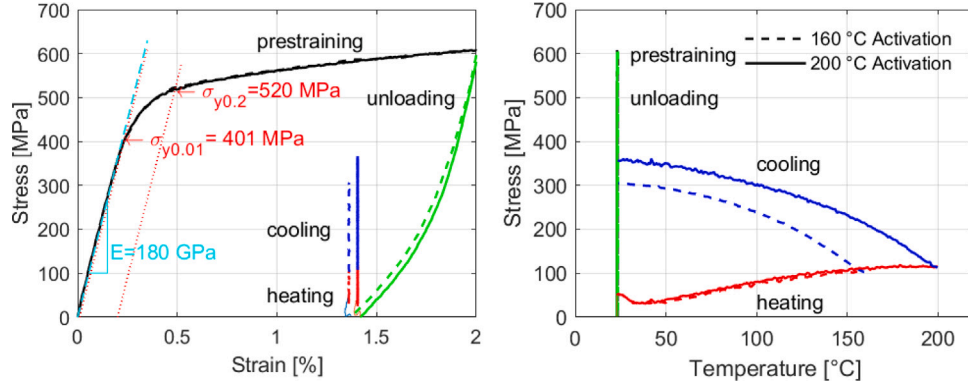 700
600
500
400
300
200
100
0
Stress [MPa]
prestraining
σy0.2=520 MPa
unloading
σy0.01= 401 MPa
cooling
E=180 GPa
heating
0 0.5 1 1.5 2
Strain [%]
700
600
500
400
300
200
100
0
Stress [MPa]
160 °C Activation
200 °C Activation
prestraining
unloading
cooling
heating
0 50 100 150 200
Temperature [°C]